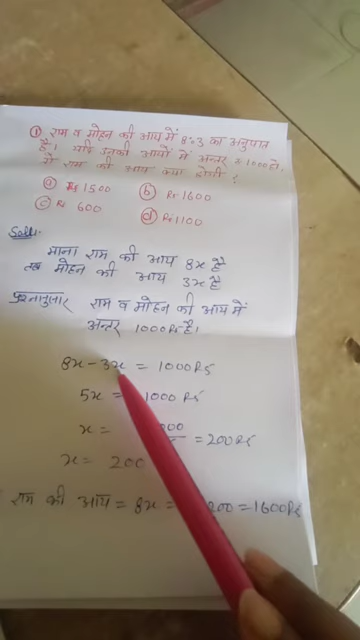 ① राम व मोहन की आय में 8:3 का अनुपात
है। यदि उनकी आयों में अन्तर ₹1000 हो,
तो राम की आय क्या होगी?
ⓐ Rs 1500 ⓑ Rs 1600
ⓒ Rs 600 ⓓ Rs 1100
Soln:-
माना राम की आय 8x है
तब मोहन की आय 3x है
प्रश्नानुसार राम व मोहन की आय में
अन्तर 1000Rs है।
8x - 3x = 1000Rs
5x = 1000Rs
x = = 200Rs
x = 200
राम की आय = 8x = 200 = 1600Rs